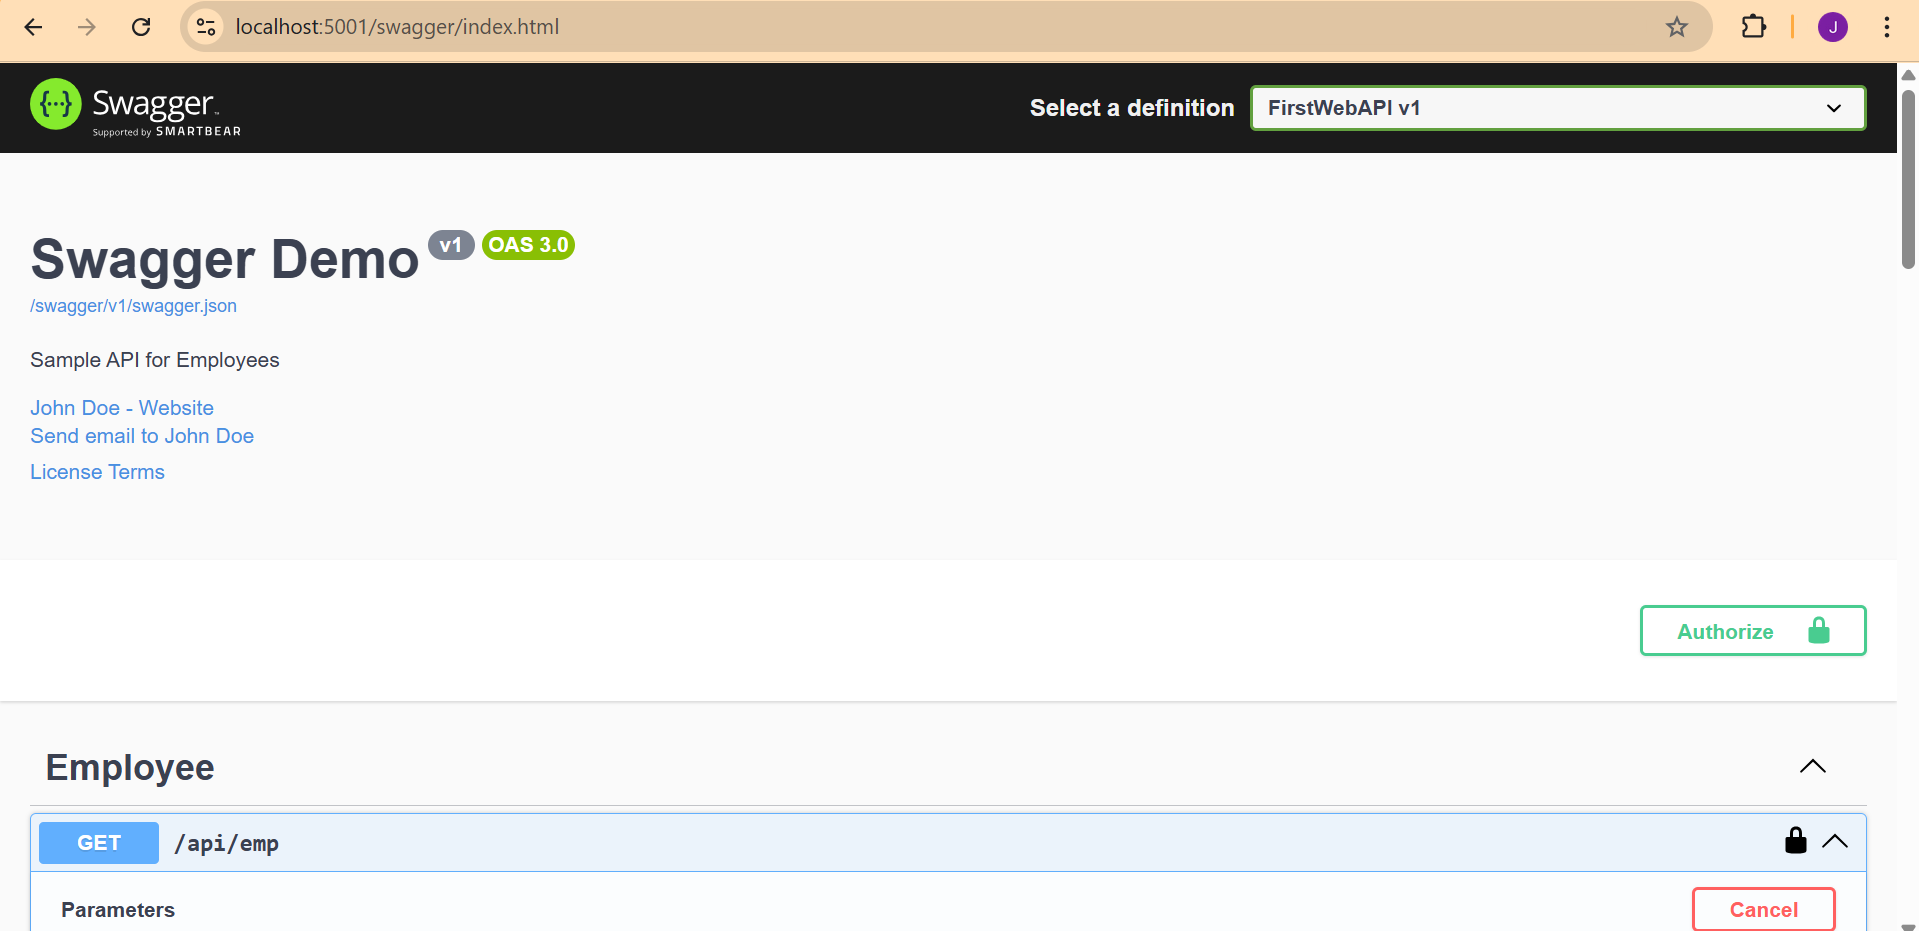 localhost:5001/swagger/index.html
J
{···} Swagger™
Supported by SMARTBEAR
Select a definition
FirstWebAPI v1
Swagger Demo v1 OAS 3.0
/swagger/v1/swagger.json
Sample API for Employees
John Doe - Website
Send email to John Doe
License Terms
Authorize
Employee
GET /api/emp
Parameters
Cancel